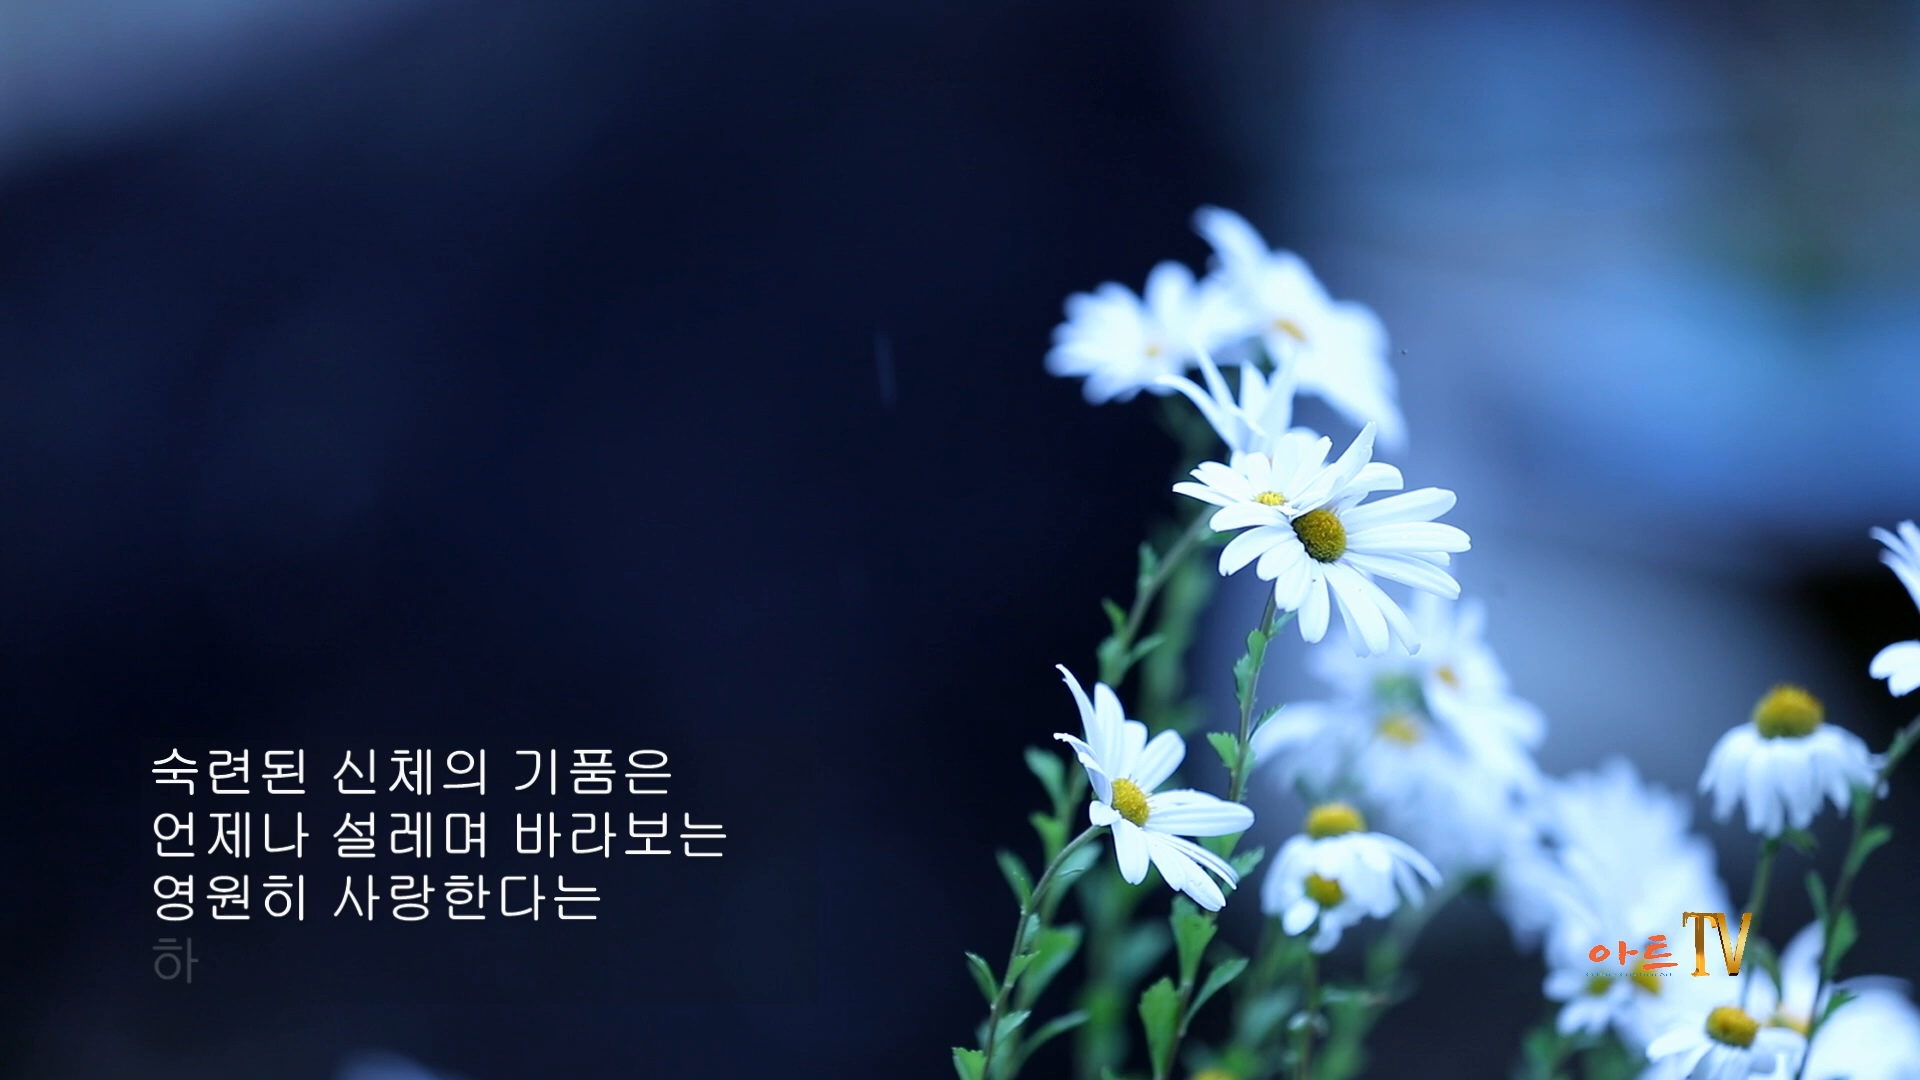 숙련된 신체의 기품은
언제나 설레며 바라보는
영원히 사랑한다는
하
아트TV